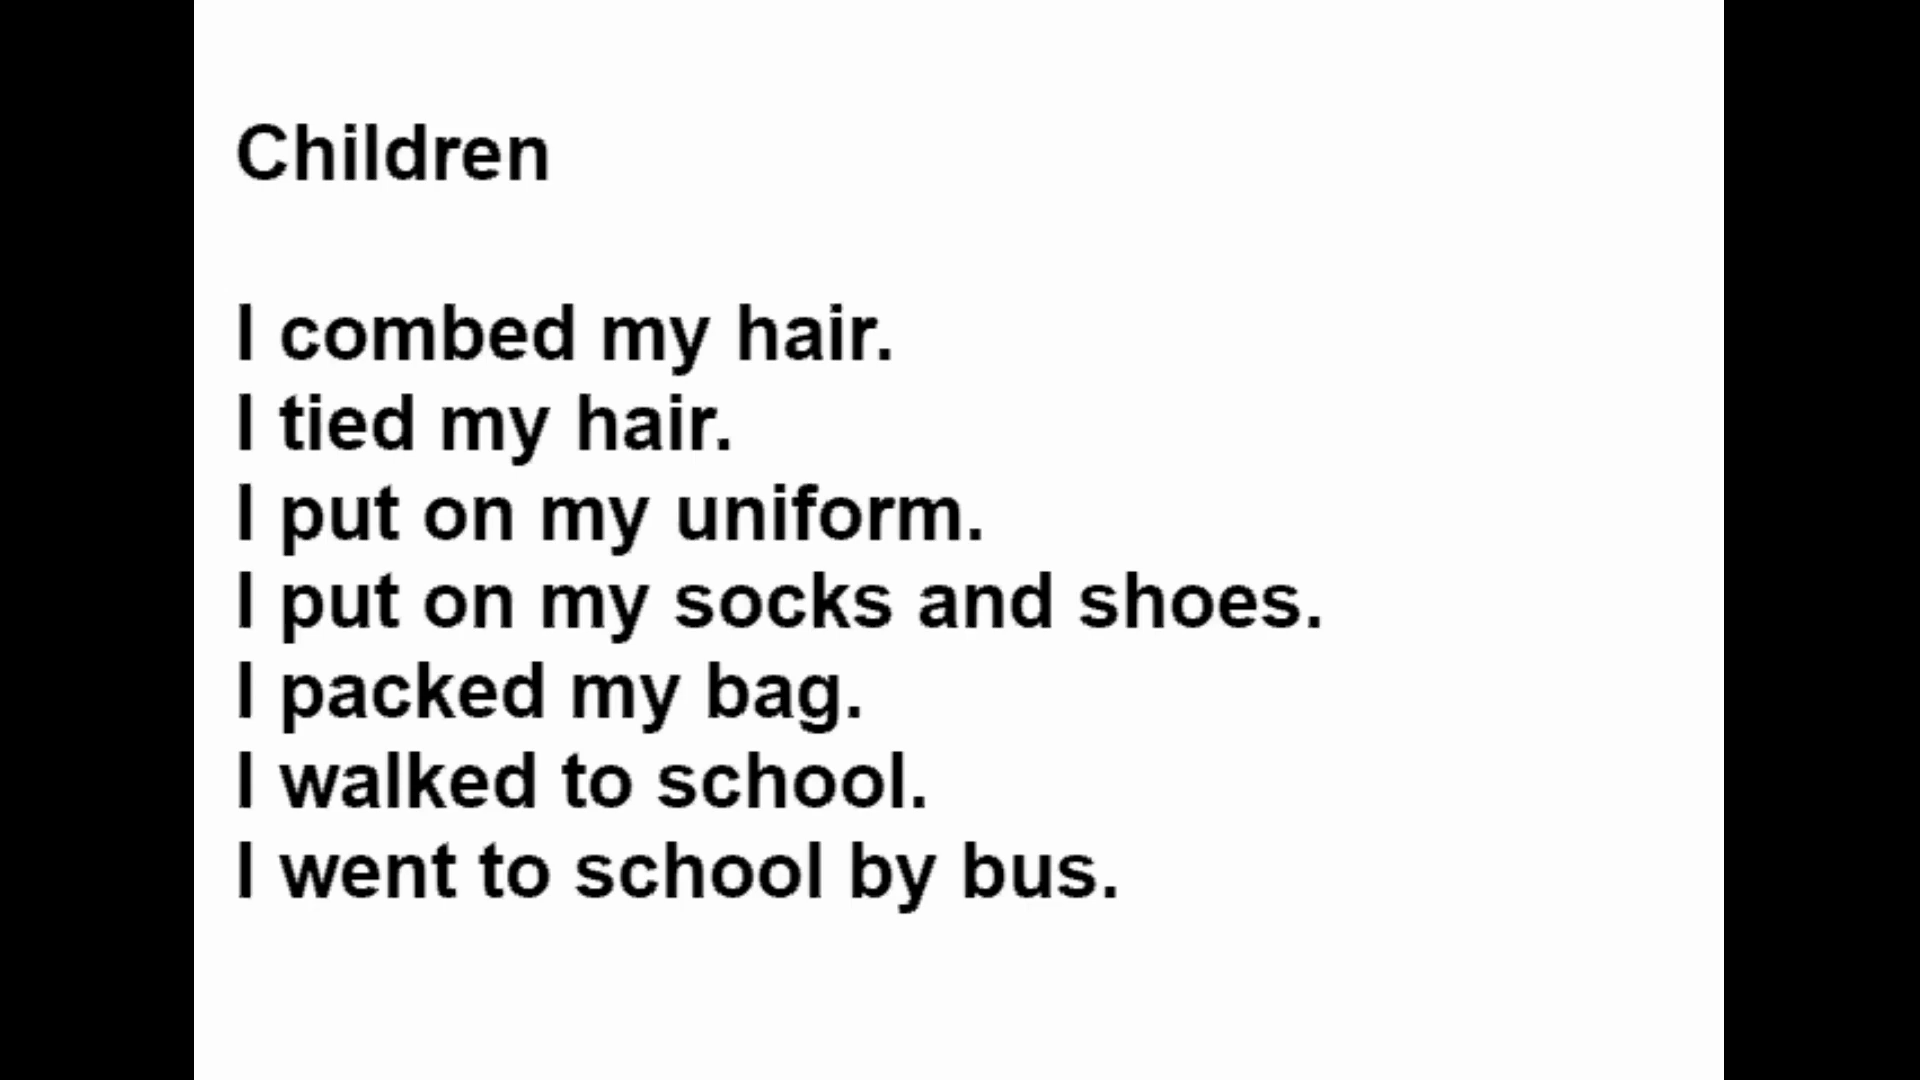 Children
I combed my hair.
I tied my hair.
I put on my uniform.
I put on my socks and shoes.
I packed my bag.
I walked to school.
I went to school by bus.